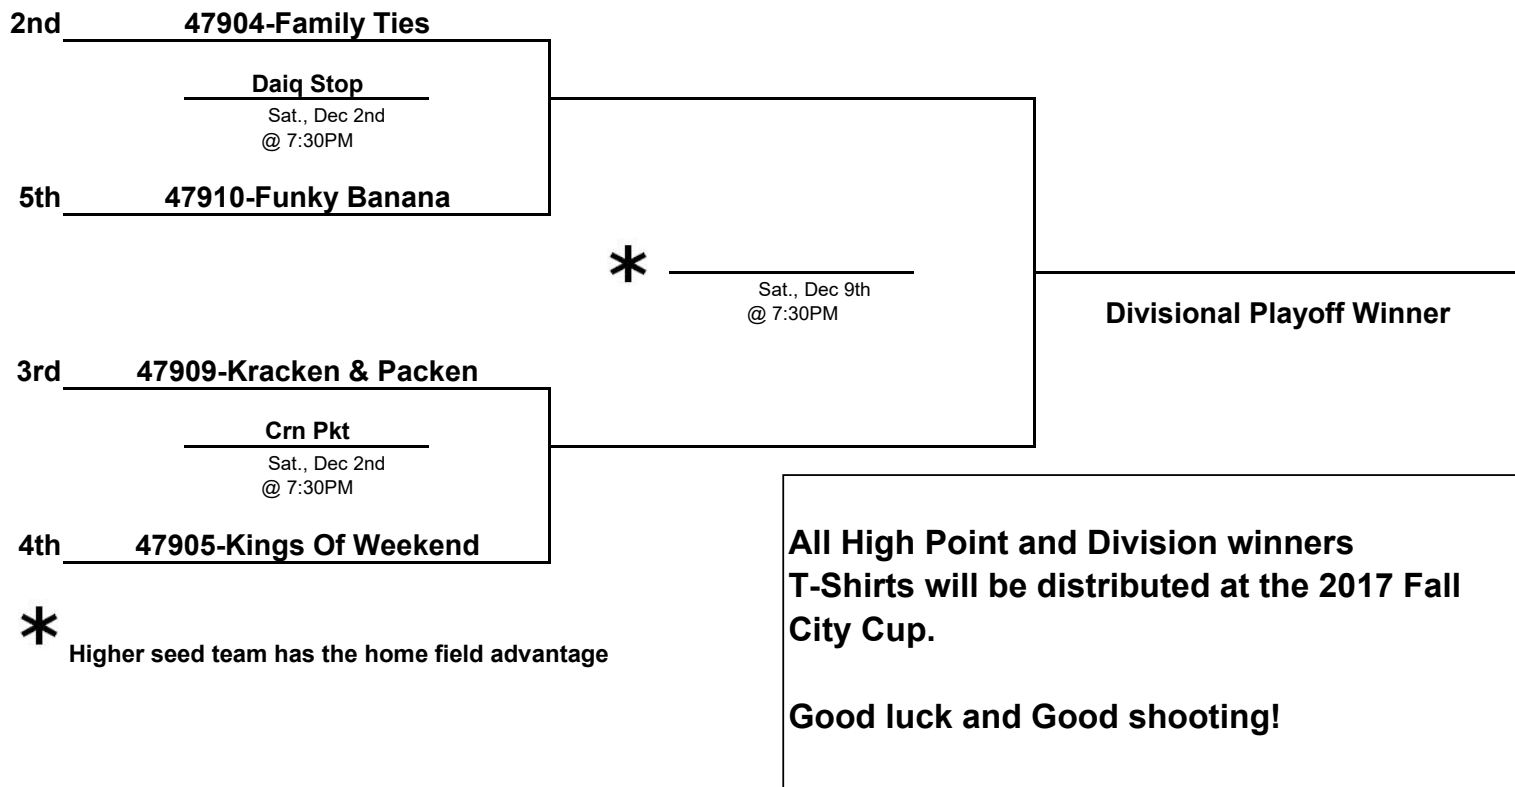 2nd 47904-Family Ties
Daiq Stop
Sat., Dec 2nd
@ 7:30PM
5th 47910-Funky Banana
*
Sat., Dec 9th
@ 7:30PM
Divisional Playoff Winner
3rd 47909-Kracken & Packen
Crn Pkt
Sat., Dec 2nd
@ 7:30PM
4th 47905-Kings Of Weekend
* Higher seed team has the home field advantage
All High Point and Division winners
T-Shirts will be distributed at the 2017 Fall
City Cup.
Good luck and Good shooting!